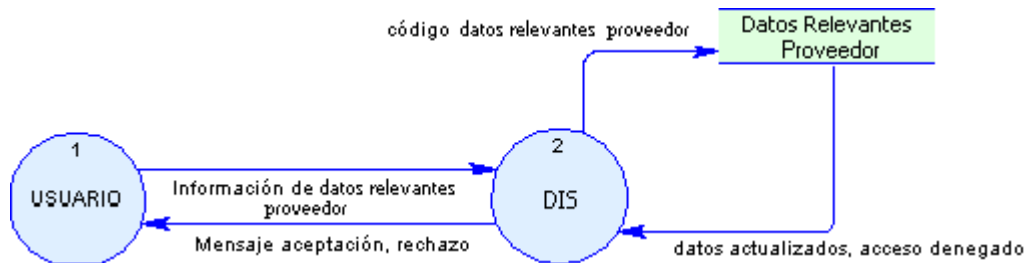 código datos relevantes proveedor
Datos Relevantes
Proveedor
1
USUARIO
Información de datos relevantes
proveedor
Mensaje aceptación, rechazo
2
DIS
datos actualizados, acceso denegado